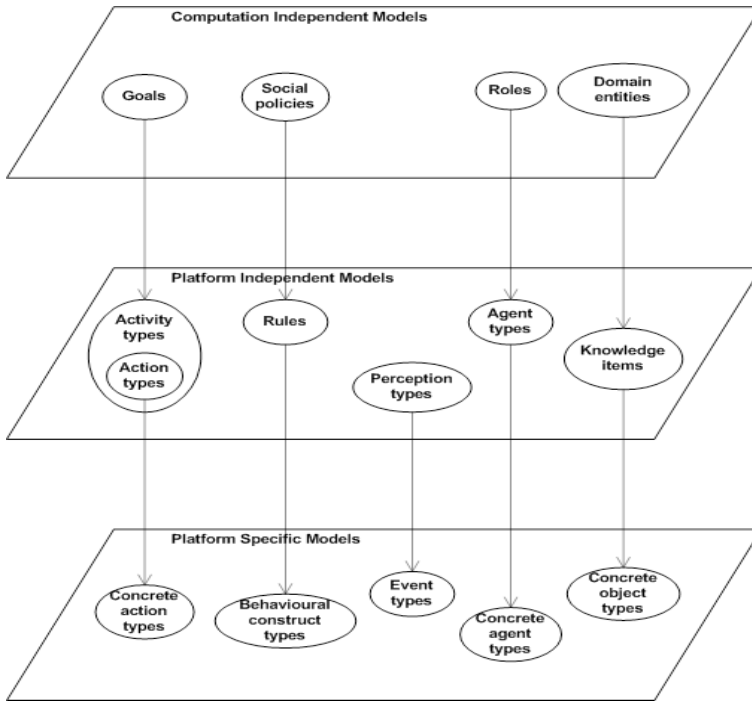 Computation Independent Models
Goals
Social
policies
Roles
Domain
entities
Platform Independent Models
Activity
types
Action
types
Rules
Perception
types
Agent
types
Knowledge
items
Platform Specific Models
Concrete
action
types
Behavioural
construct
types
Event
types
Concrete
agent
types
Concrete
object
types